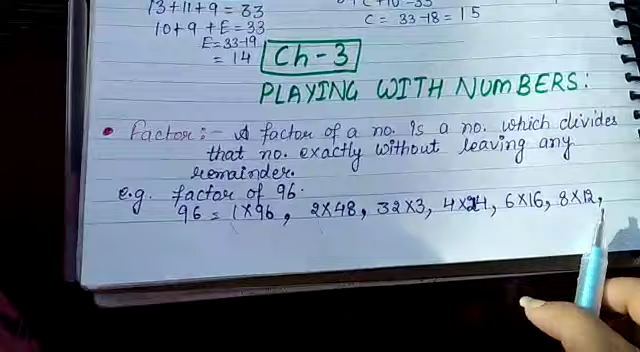 13+11+9 = 33
10+9 +E = 33
E = 33-19
= 14
C = 33-18 = 15
Ch - 3
PLAYING WITH NUMBERS:
• Factor:- A factor of a no. is a no. which divides
that no. exactly without leaving any
remainder.
e.g. factor of 96.
96 = 1×96, 2×48, 32×3, 4×24, 6×16, 8×12,